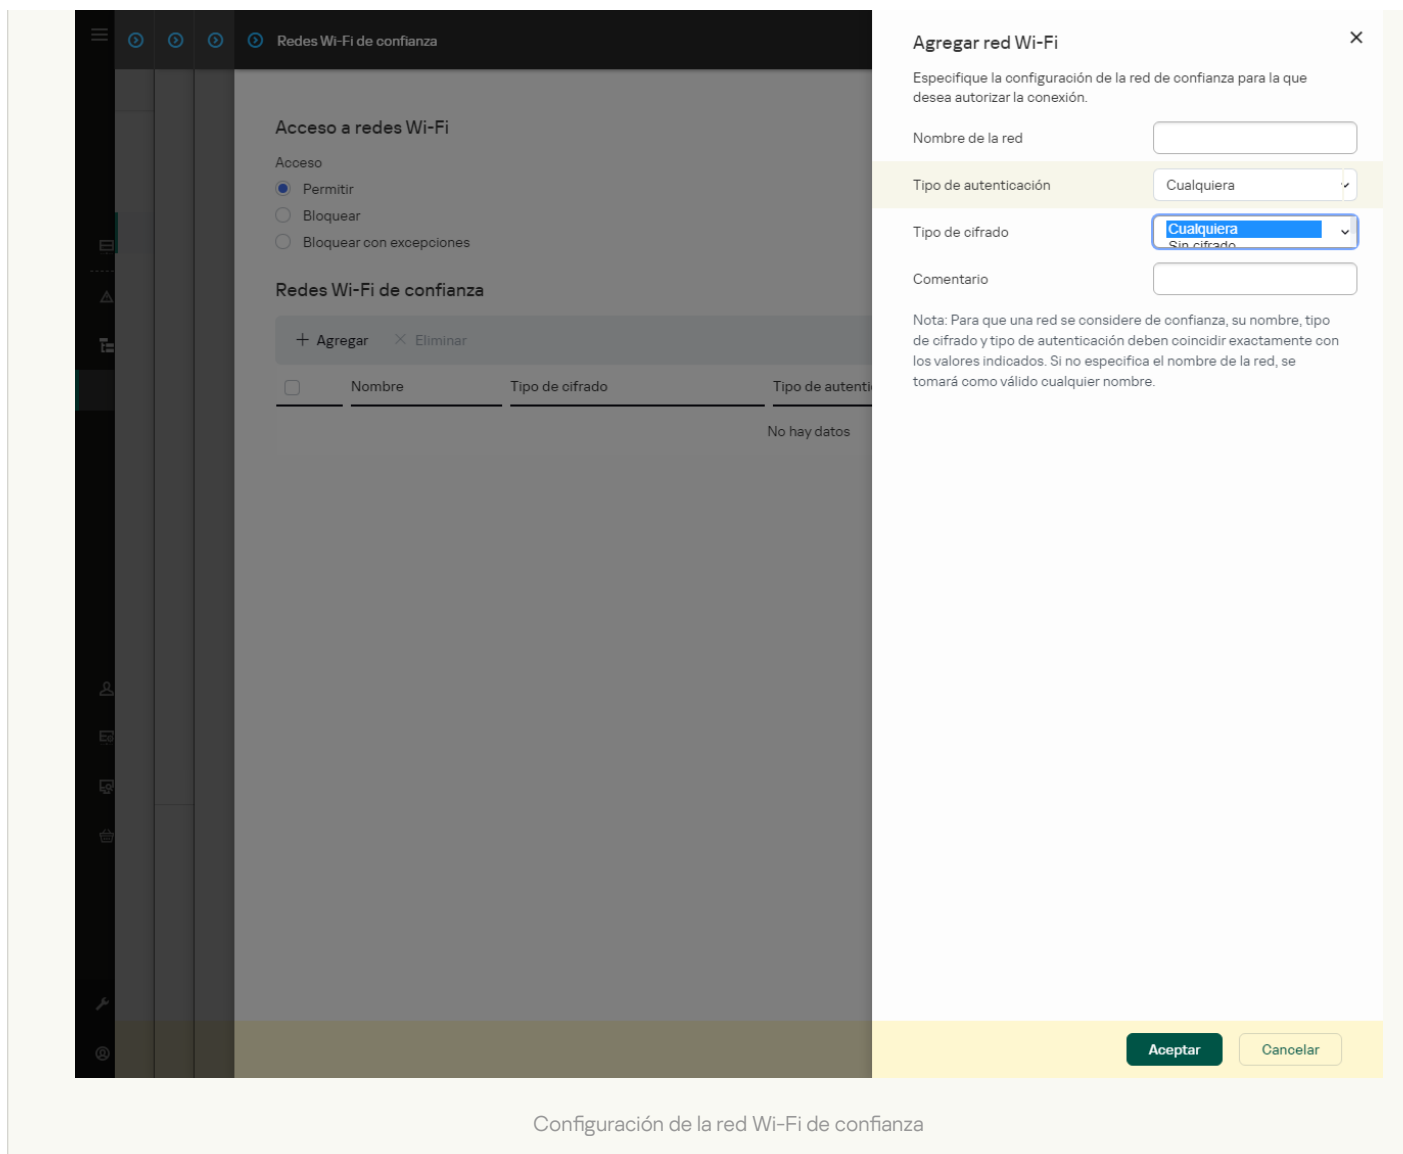 Redes Wi-Fi de confianza
Acceso a redes Wi-Fi
Acceso
Permitir
Bloquear
Bloquear con excepciones
Redes Wi-Fi de confianza
Agregar
Eliminar
Nombre
Tipo de cifrado
Tipo de autenti
No hay datos
Agregar red Wi-Fi
Especifique la configuración de la red de confianza para la que
desea autorizar la conexión.
Nombre de la red
Tipo de autenticación
Cualquiera
Tipo de cifrado
Cualquiera
Sin cifrado
Comentario
Nota: Para que una red se considere de confianza, su nombre, tipo
de cifrado y tipo de autenticación deben coincidir exactamente con
los valores indicados. Si no especifica el nombre de la red, se
tomará como válido cualquier nombre.
Aceptar
Cancelar
Configuración de la red Wi-Fi de confianza